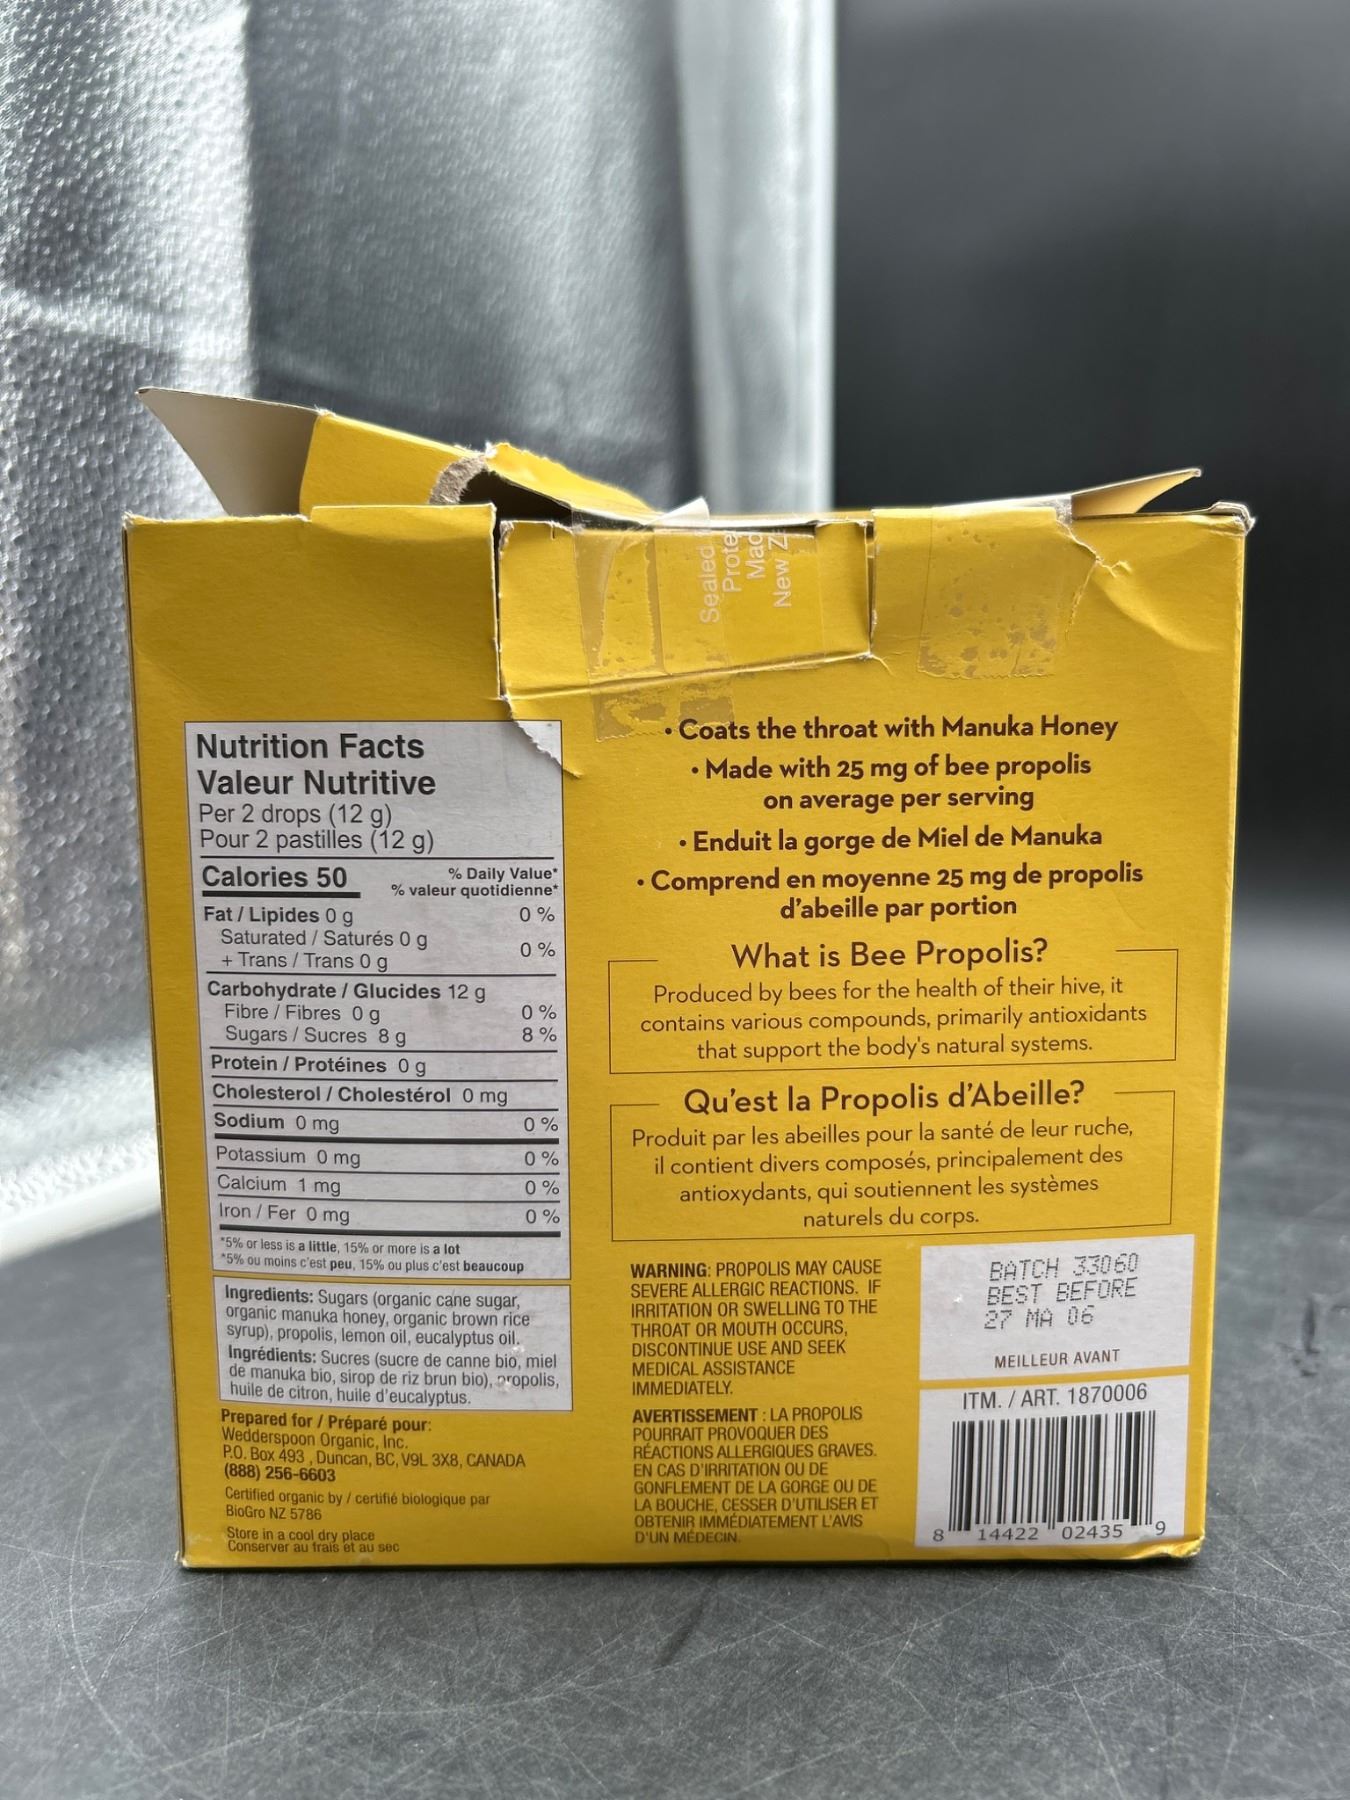 Sealed
Prote
Mad
New Z
Nutrition Facts
Valeur Nutritive
Per 2 drops (12 g)
Pour 2 pastilles (12 g)
Calories 50
% Daily Value*
% valeur quotidienne*
Fat / Lipides 0 g 0 %
Saturated / Saturés 0 g
+ Trans / Trans 0 g 0 %
Carbohydrate / Glucides 12 g
Fibre / Fibres 0 g 0 %
Sugars / Sucres 8 g 8 %
Protein / Protéines 0 g
Cholesterol / Cholestérol 0 mg
Sodium 0 mg 0 %
Potassium 0 mg 0 %
Calcium 1 mg 0 %
Iron / Fer 0 mg 0 %
*5% or less is a little, 15% or more is a lot
*5% ou moins c'est peu, 15% ou plus c'est beaucoup
Ingredients: Sugars (organic cane sugar,
organic manuka honey, organic brown rice
syrup), propolis, lemon oil, eucalyptus oil.
Ingrédients: Sucres (sucre de canne bio, miel
de manuka bio, sirop de riz brun bio), propolis,
huile de citron, huile d'eucalyptus.
Prepared for / Préparé pour:
Wedderspoon Organic, Inc.
P.O. Box 493 , Duncan, BC, V9L 3X8, CANADA
(888) 256-6603
Certified organic by / certifié biologique par
BioGro NZ 5786
Store in a cool dry place
Conserver au frais et au sec
• Coats the throat with Manuka Honey
• Made with 25 mg of bee propolis
on average per serving
• Enduit la gorge de Miel de Manuka
• Comprend en moyenne 25 mg de propolis
d'abeille par portion
What is Bee Propolis?
Produced by bees for the health of their hive, it
contains various compounds, primarily antioxidants
that support the body's natural systems.
Qu'est la Propolis d'Abeille?
Produit par les abeilles pour la santé de leur ruche,
il contient divers composés, principalement des
antioxydants, qui soutiennent les systèmes
naturels du corps.
WARNING: PROPOLIS MAY CAUSE
SEVERE ALLERGIC REACTIONS. IF
IRRITATION OR SWELLING TO THE
THROAT OR MOUTH OCCURS,
DISCONTINUE USE AND SEEK
MEDICAL ASSISTANCE
IMMEDIATELY.
AVERTISSEMENT : LA PROPOLIS
POURRAIT PROVOQUER DES
RÉACTIONS ALLERGIQUES GRAVES.
EN CAS D'IRRITATION OU DE
GONFLEMENT DE LA GORGE OU DE
LA BOUCHE, CESSER D'UTILISER ET
OBTENIR IMMÉDIATEMENT L'AVIS
D'UN MÉDECIN.
BATCH 33060
BEST BEFORE
27 MA 06
MEILLEUR AVANT
ITM. / ART. 1870006
8 14422 02435 9